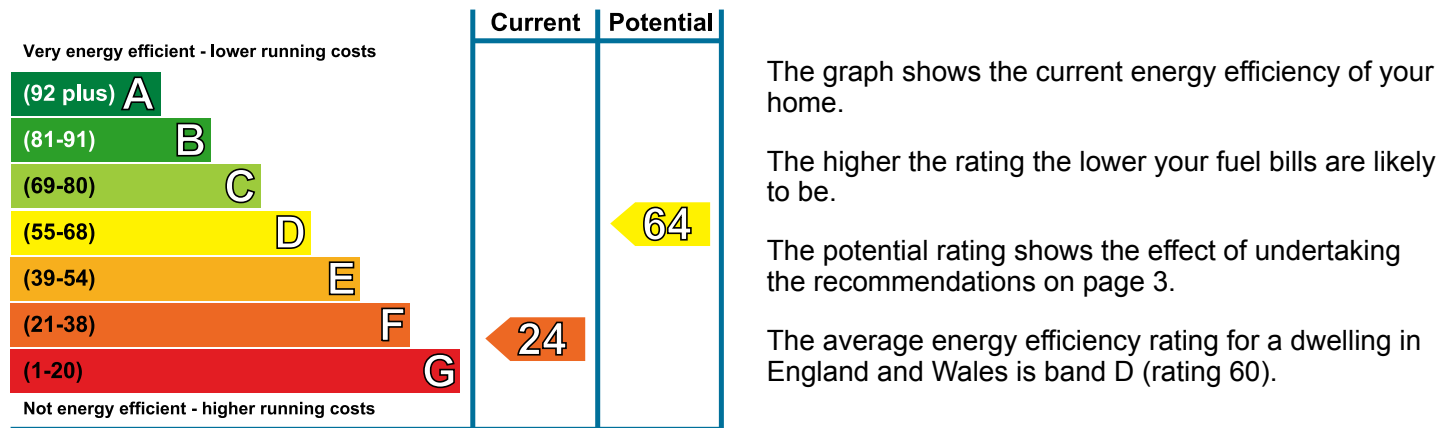 Current Potential
Very energy efficient - lower running costs
(92 plus) A
(81-91) B
(69-80) C
(55-68) D
64
(39-54) E
(21-38) F
24
(1-20) G
Not energy efficient - higher running costs
The graph shows the current energy efficiency of your
home.
The higher the rating the lower your fuel bills are likely
to be.
The potential rating shows the effect of undertaking
the recommendations on page 3.
The average energy efficiency rating for a dwelling in
England and Wales is band D (rating 60).